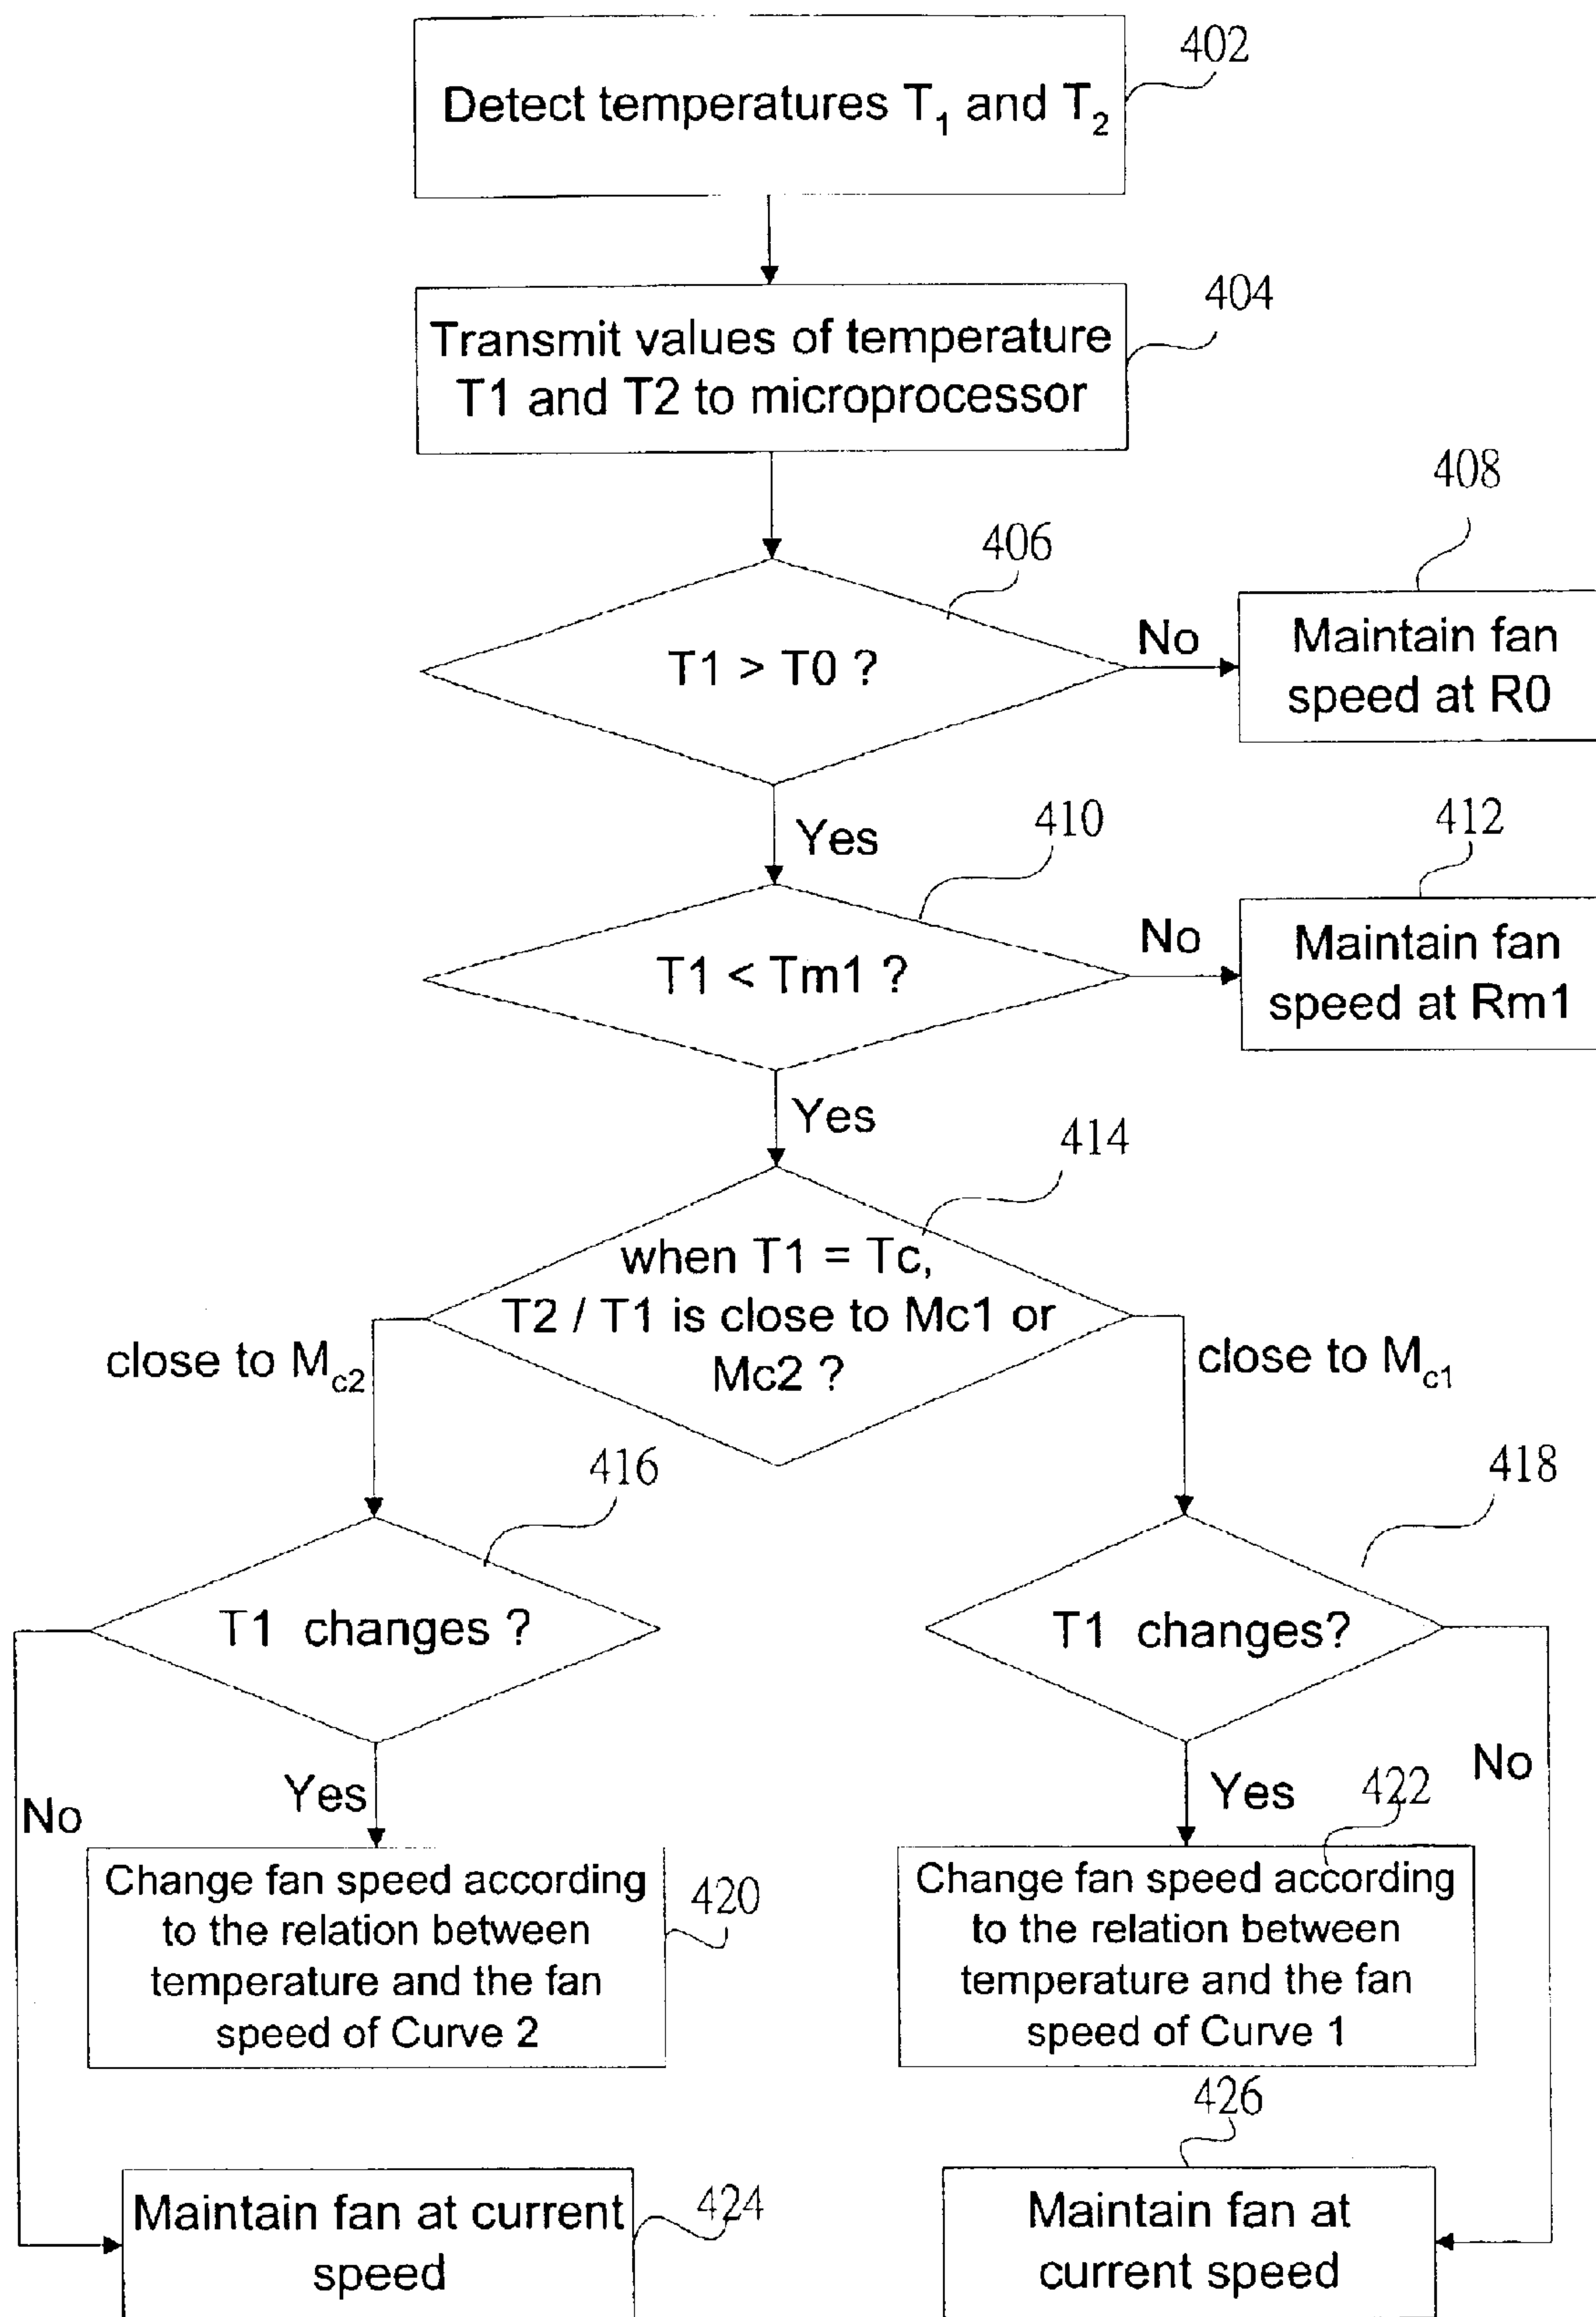 402
Detect temperatures T1 and T2
404
Transmit values of temperature
T1 and T2 to microprocessor
408
406
T1 > T0 ?
No
Maintain fan
speed at R0
Yes
410
412
T1 < Tm1 ?
No
Maintain fan
speed at Rm1
Yes
414
when T1 = Tc,
T2 / T1 is close to Mc1 or
Mc2 ?
close to Mc2
close to Mc1
416
418
T1 changes ?
T1 changes?
No
Yes
Yes
422
No
Change fan speed according
to the relation between
temperature and the fan
speed of Curve 2
420
Change fan speed according
to the relation between
temperature and the fan
speed of Curve 1
426
Maintain fan at current
speed
424
Maintain fan at
current speed